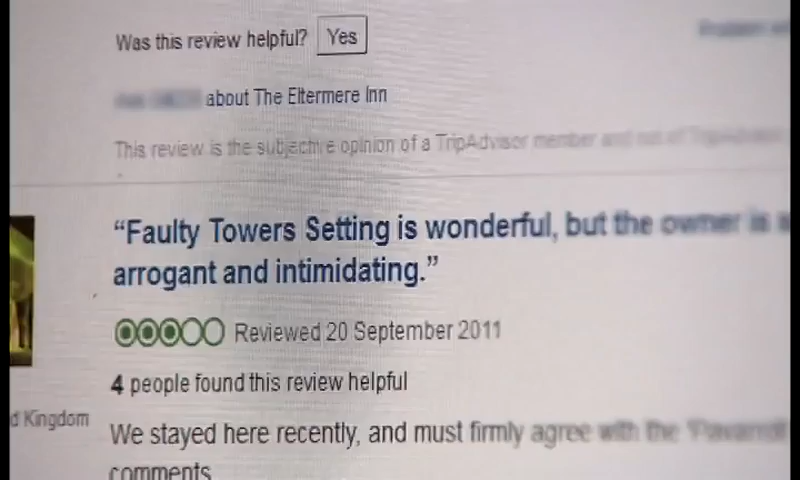 Was this review helpful? Yes
about The Eltermere Inn
This review is the subjective opinion of a TripAdvisor member and not of TripAdvisor
“Faulty Towers Setting is wonderful, but the owner is
arrogant and intimidating.”
Reviewed 20 September 2011
4 people found this review helpful
d Kingdom
We stayed here recently, and must firmly agree with the
comments